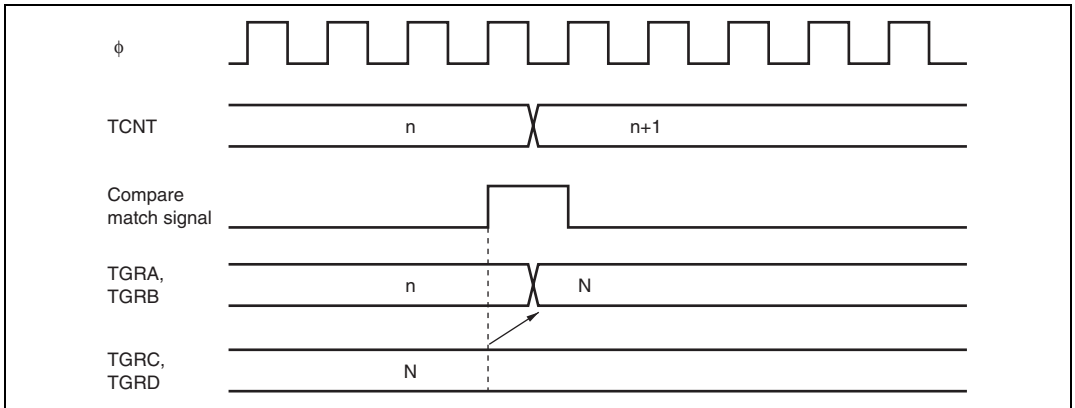 ϕ
TCNT
n
n+1
Compare
match signal
TGRA,
TGRB
n
N
TGRC,
TGRD
N